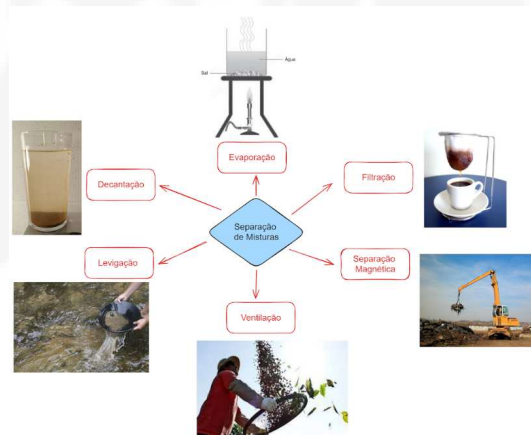 Água
Sal
Evaporação
Decantação
Filtração
Separação
de Misturas
Levigação
Separação
Magnética
Ventilação